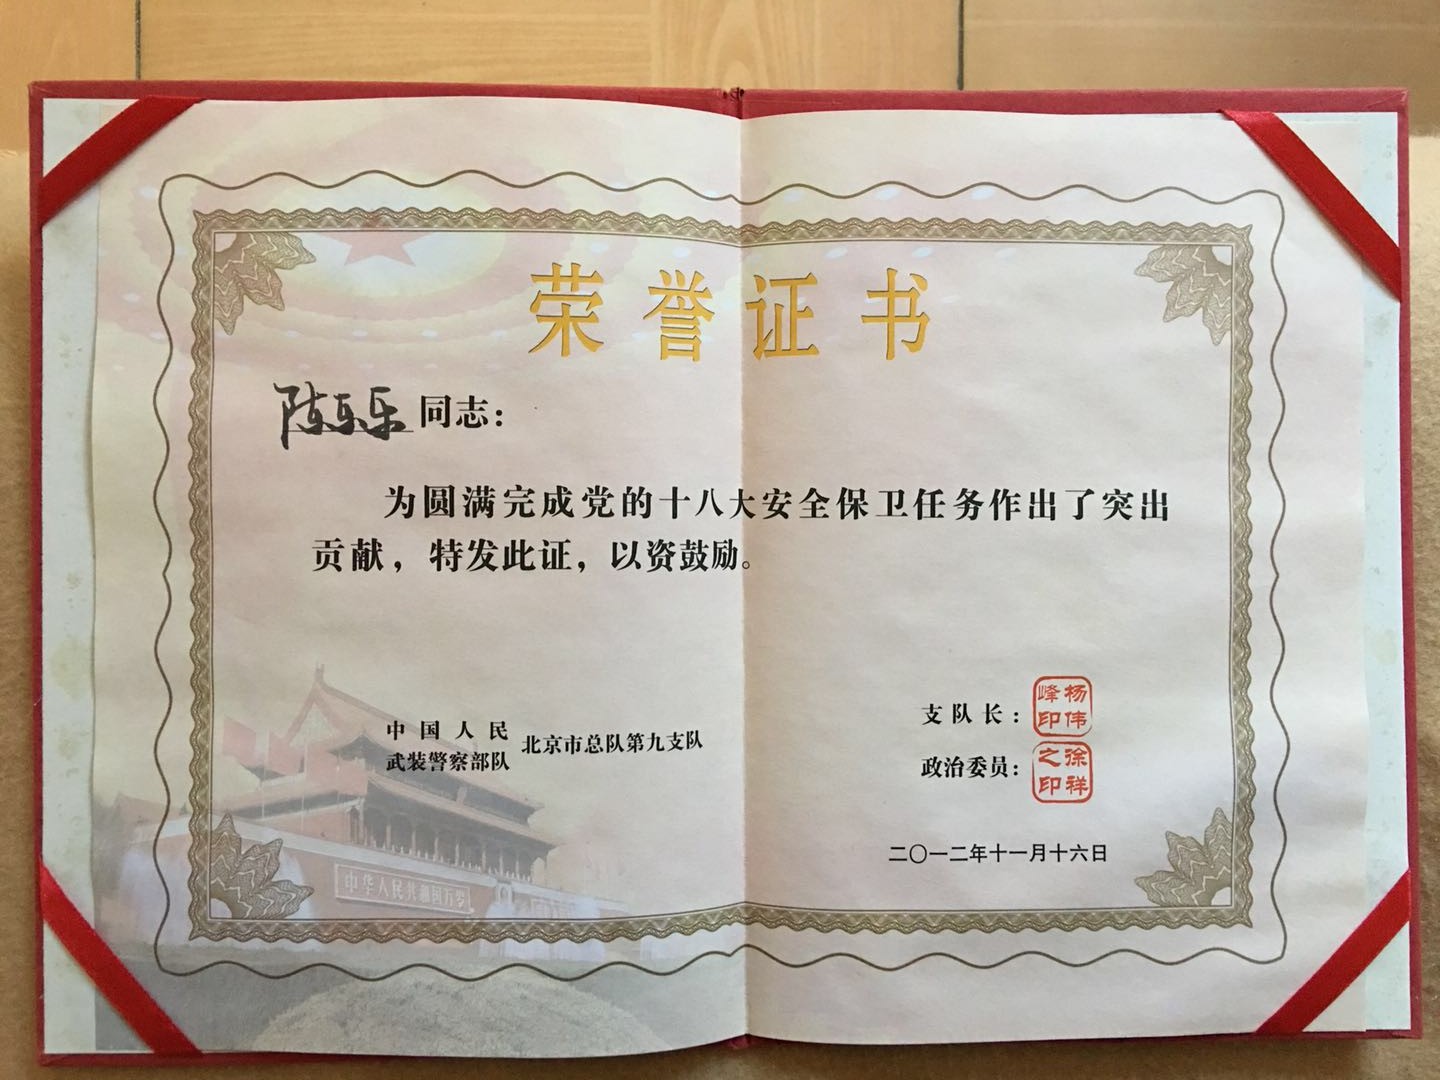 荣誉证书
陈东乐同志：
为圆满完成党的十八大安全保卫任务作出了突出
贡献，特发此证，以资鼓励。
中国人民
武装警察部队 北京市总队第九支队
支队长：杨伟峰印
政治委员：徐祥之印
二〇一二年十一月十六日
中华人民共和国万岁